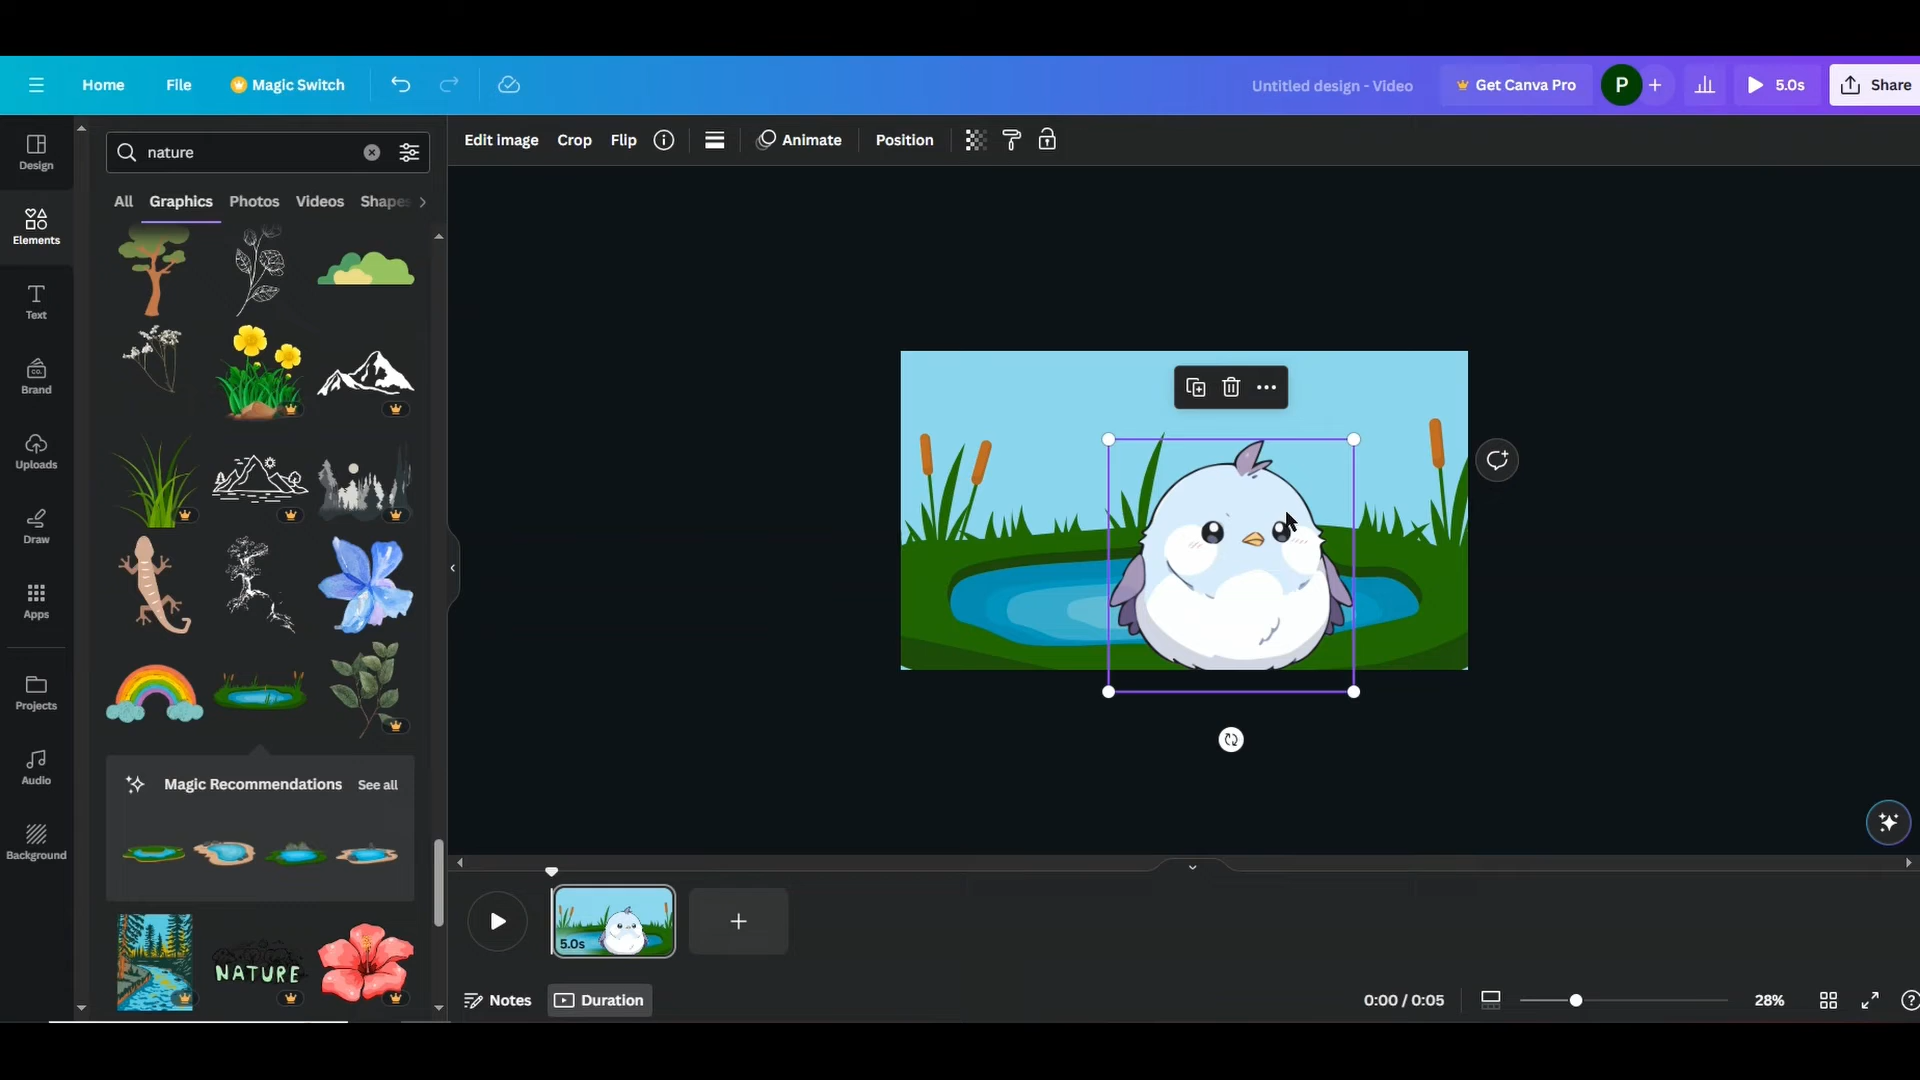 Home File Magic Switch Untitled design - Video Get Canva Pro P 5.0s Share
Design
Elements
Text
Brand
CO.
Uploads
Draw
Apps
Projects
Audio
Background
nature
All Graphics Photos Videos Shapes
Magic Recommendations See all
NATURE
Edit image Crop Flip Animate Position
5.0s
Notes Duration 0:00 / 0:05 28%